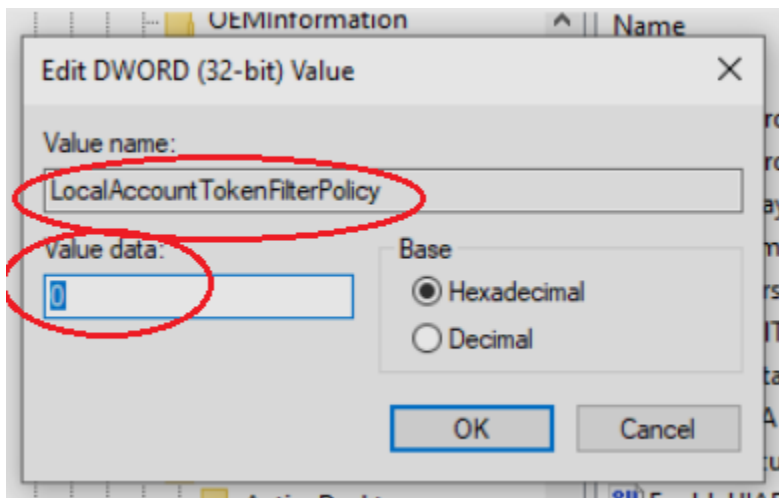 OEMInformation
Name
Edit DWORD (32-bit) Value
Value name:
LocalAccountTokenFilterPolicy
Value data:
Base
0
Hexadecimal
Decimal
OK
Cancel